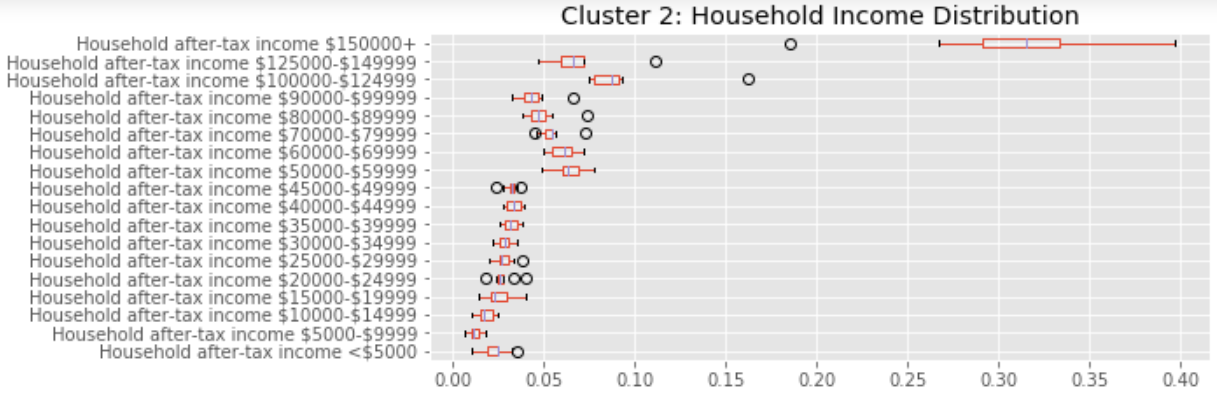 Cluster 2: Household Income Distribution
Household after-tax income $150000+
Household after-tax income $125000-$149999
Household after-tax income $100000-$124999
Household after-tax income $90000-$99999
Household after-tax income $80000-$89999
Household after-tax income $70000-$79999
Household after-tax income $60000-$69999
Household after-tax income $50000-$59999
Household after-tax income $45000-$49999
Household after-tax income $40000-$44999
Household after-tax income $35000-$39999
Household after-tax income $30000-$34999
Household after-tax income $25000-$29999
Household after-tax income $20000-$24999
Household after-tax income $15000-$19999
Household after-tax income $10000-$14999
Household after-tax income $5000-$9999
Household after-tax income <$5000
0.00 0.05 0.10 0.15 0.20 0.25 0.30 0.35 0.40